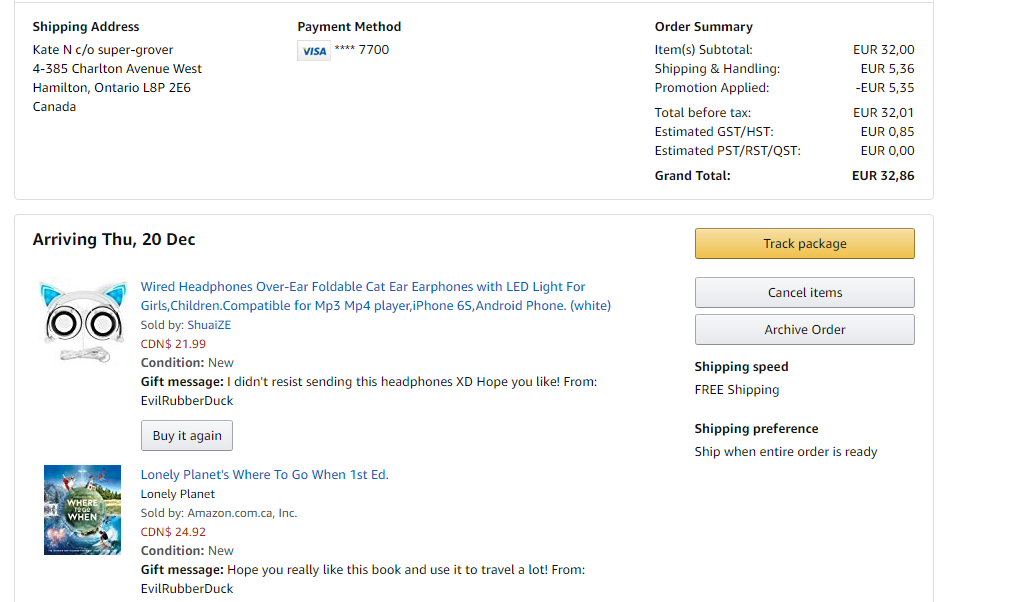 Shipping Address
Kate N c/o super-grover
4-385 Charlton Avenue West
Hamilton, Ontario L8P 2E6
Canada
Payment Method
VISA **** 7700
Order Summary
Item(s) Subtotal: EUR 32,00
Shipping & Handling: EUR 5,36
Promotion Applied: -EUR 5,35
Total before tax: EUR 32,01
Estimated GST/HST: EUR 0,85
Estimated PST/RST/QST: EUR 0,00
Grand Total: EUR 32,86
Arriving Thu, 20 Dec
Wired Headphones Over-Ear Foldable Cat Ear Earphones with LED Light For
Girls,Children.Compatible for Mp3 Mp4 player,iPhone 6S,Android Phone. (white)
Sold by: ShuaiZE
CDN$ 21.99
Condition: New
Gift message: I didn't resist sending this headphones XD Hope you like! From:
EvilRubberDuck
Buy it again
WHERE
TO GO
WHEN
Lonely Planet's Where To Go When 1st Ed.
Lonely Planet
Sold by: Amazon.com.ca, Inc.
CDN$ 24.92
Condition: New
Gift message: Hope you really like this book and use it to travel a lot! From:
EvilRubberDuck
Track package
Cancel items
Archive Order
Shipping speed
FREE Shipping
Shipping preference
Ship when entire order is ready